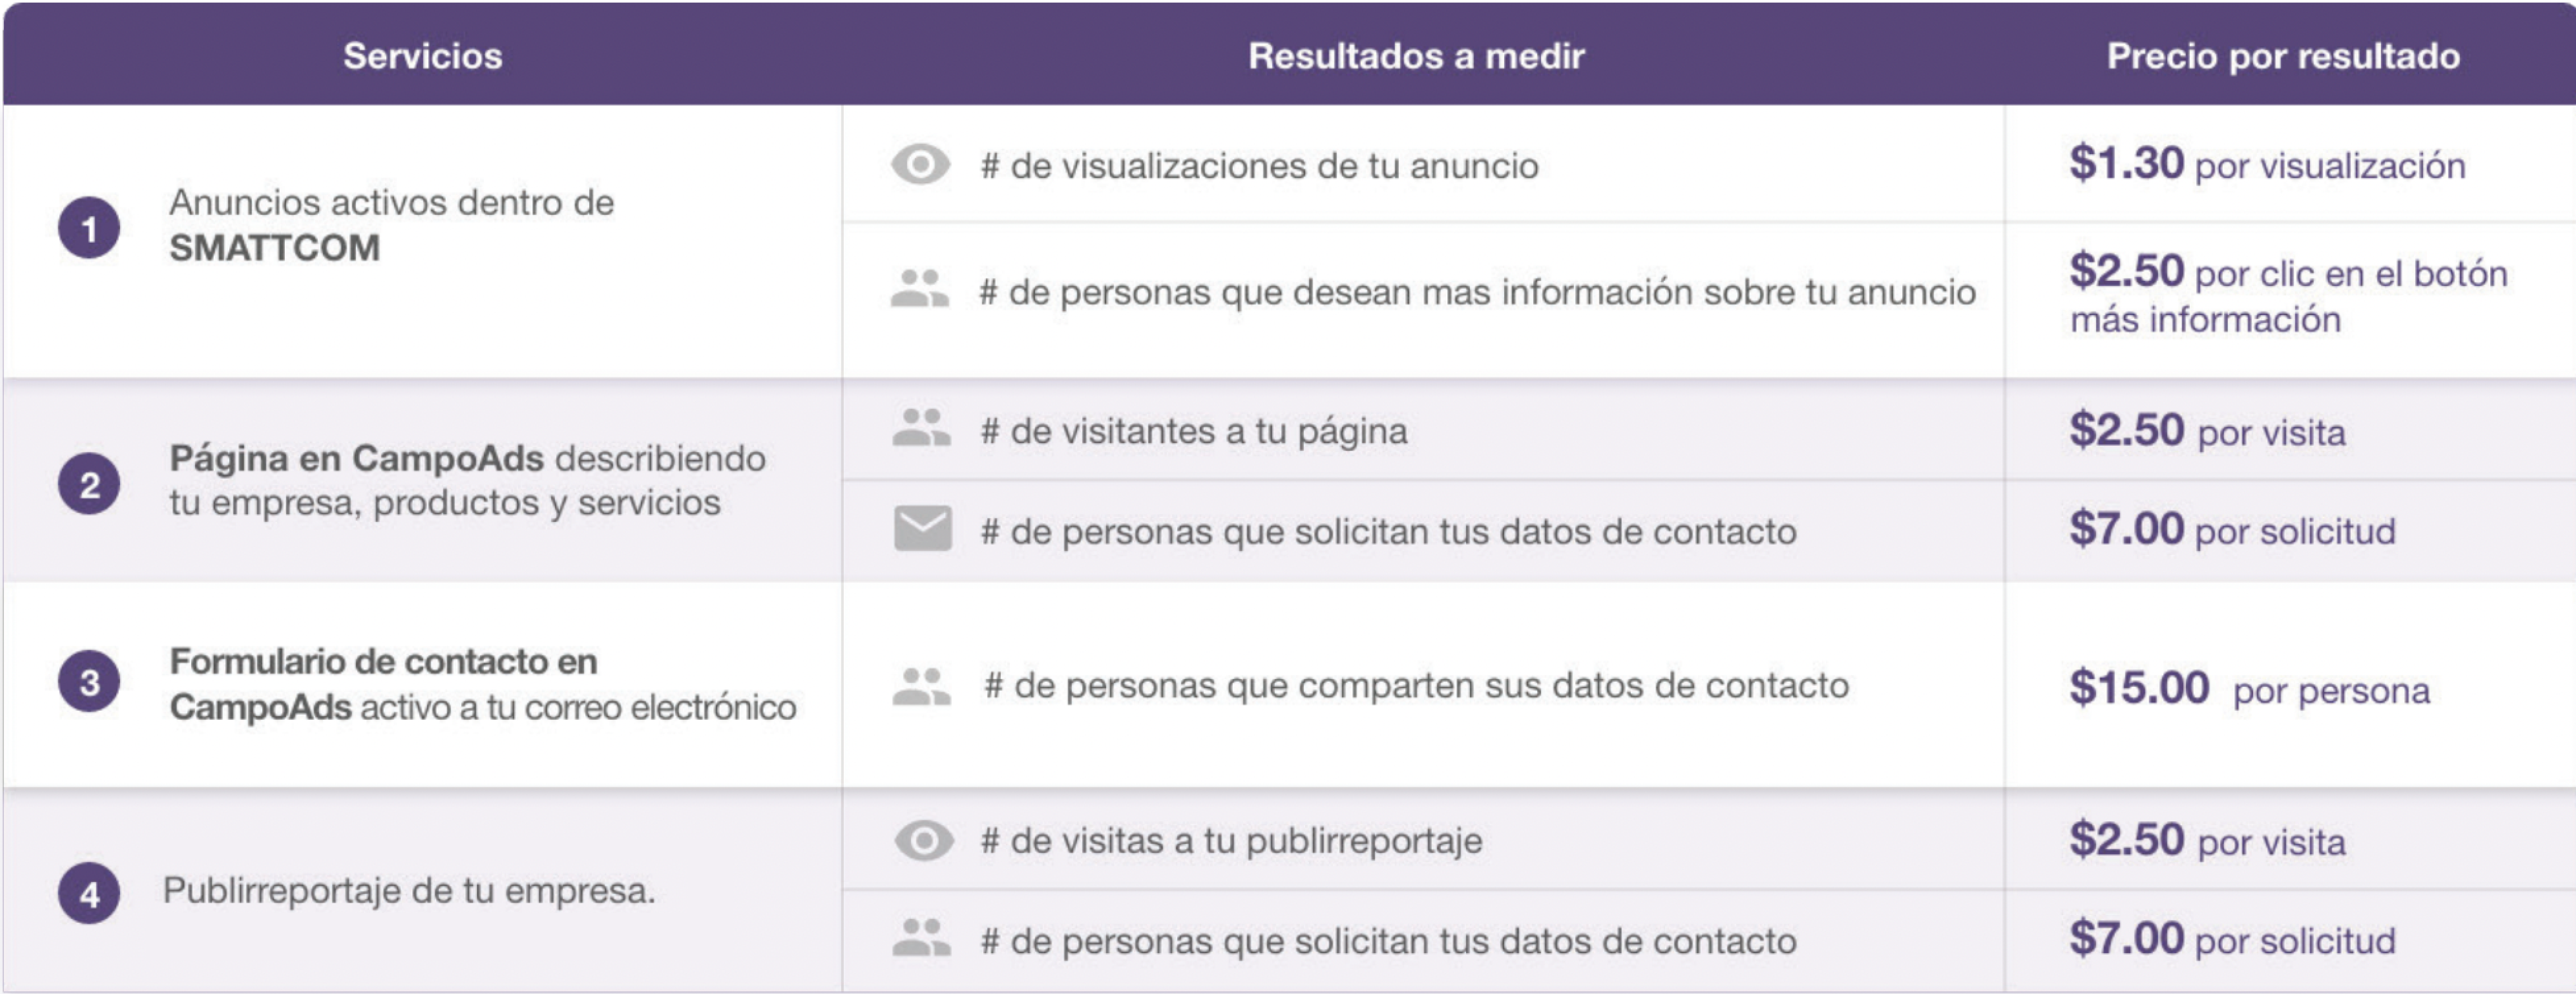 Servicios
Resultados a medir
Precio por resultado
1
Anuncios activos dentro de
SMATTCOM
# de visualizaciones de tu anuncio
$1.30 por visualización
# de personas que desean mas información sobre tu anuncio
$2.50 por clic en el botón
más información
2
Página en CampoAds describiendo
tu empresa, productos y servicios
# de visitantes a tu página
$2.50 por visita
# de personas que solicitan tus datos de contacto
$7.00 por solicitud
3
Formulario de contacto en
CampoAds activo a tu correo electrónico
# de personas que comparten sus datos de contacto
$15.00 por persona
4
Publirreportaje de tu empresa.
# de visitas a tu publirreportaje
$2.50 por visita
# de personas que solicitan tus datos de contacto
$7.00 por solicitud